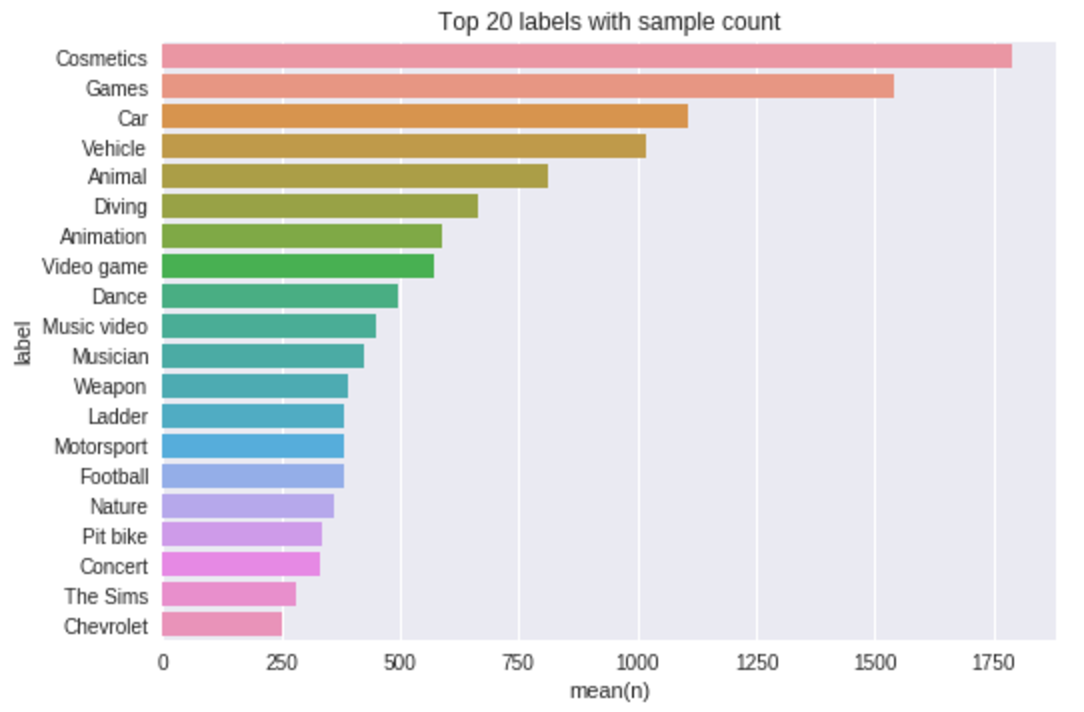 Top 20 labels with sample count
Cosmetics
Games
Car
Vehicle
Animal
Diving
Animation
Video game
Dance
Music video
Musician
Weapon
Ladder
Motorsport
Football
Nature
Pit bike
Concert
The Sims
Chevrolet
label
0 250 500 750 1000 1250 1500 1750
mean(n)